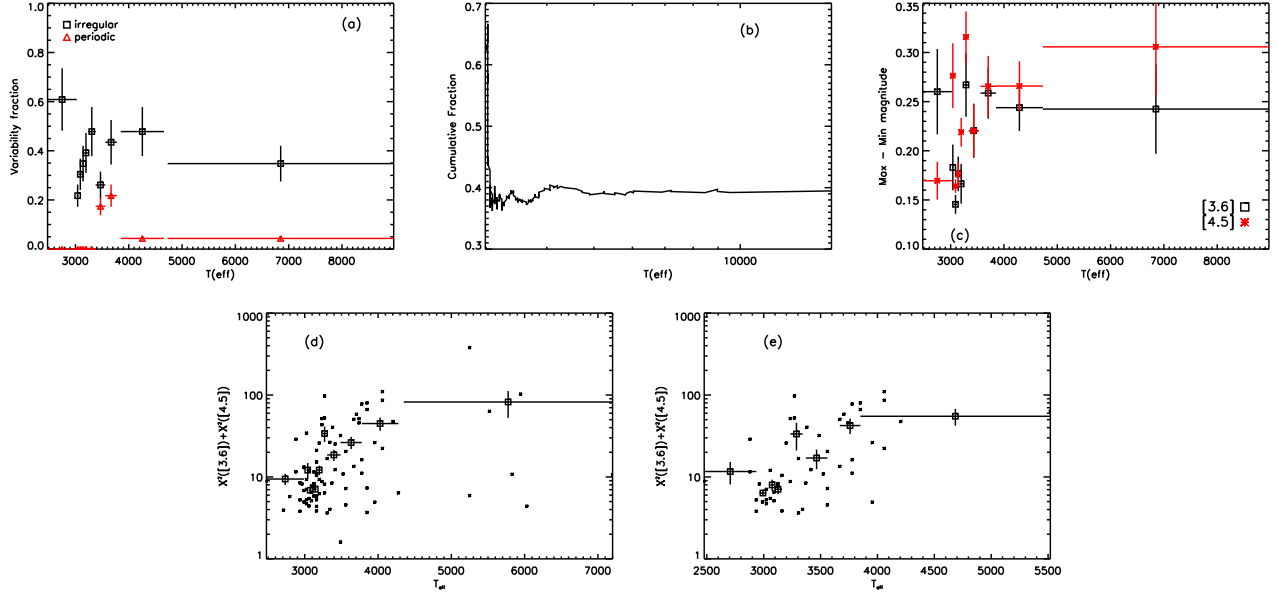 1.0
0.8
0.6
0.4
0.2
0.0
Variability fraction
irregular
periodic
(a)
3000 4000 5000 6000 7000 8000
T(eff)
0.7
0.6
0.5
0.4
0.3
Cumulative Fraction
(b)
10000
T(eff)
0.35
0.30
0.25
0.20
0.15
0.10
Max - Min magnitude
[3.6]
[4.5]
(c)
3000 4000 5000 6000 7000 8000
T(eff)
1000
100
10
1
X²([3.6])+X²([4.5])
(d)
3000 4000 5000 6000 7000
T_eff
1000
100
10
1
X²([3.6])+X²([4.5])
(e)
2500 3000 3500 4000 4500 5000 5500
T_eff